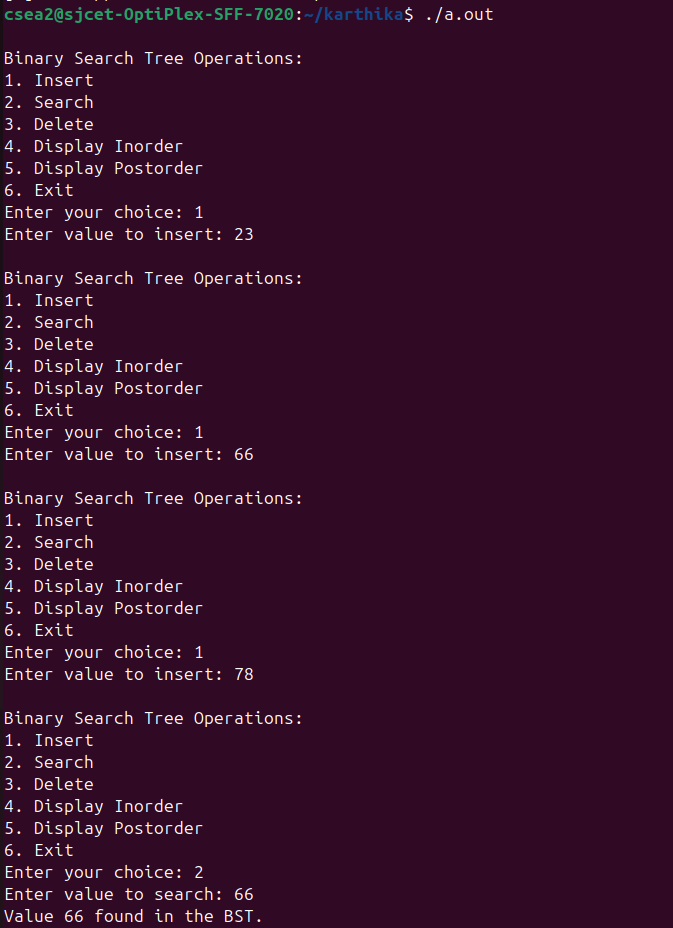 csea2@sjcet-OptiPlex-SFF-7020:~/karthika$ ./a.out
Binary Search Tree Operations:
1. Insert
2. Search
3. Delete
4. Display Inorder
5. Display Postorder
6. Exit
Enter your choice: 1
Enter value to insert: 23
Binary Search Tree Operations:
1. Insert
2. Search
3. Delete
4. Display Inorder
5. Display Postorder
6. Exit
Enter your choice: 1
Enter value to insert: 66
Binary Search Tree Operations:
1. Insert
2. Search
3. Delete
4. Display Inorder
5. Display Postorder
6. Exit
Enter your choice: 1
Enter value to insert: 78
Binary Search Tree Operations:
1. Insert
2. Search
3. Delete
4. Display Inorder
5. Display Postorder
6. Exit
Enter your choice: 2
Enter value to search: 66
Value 66 found in the BST.